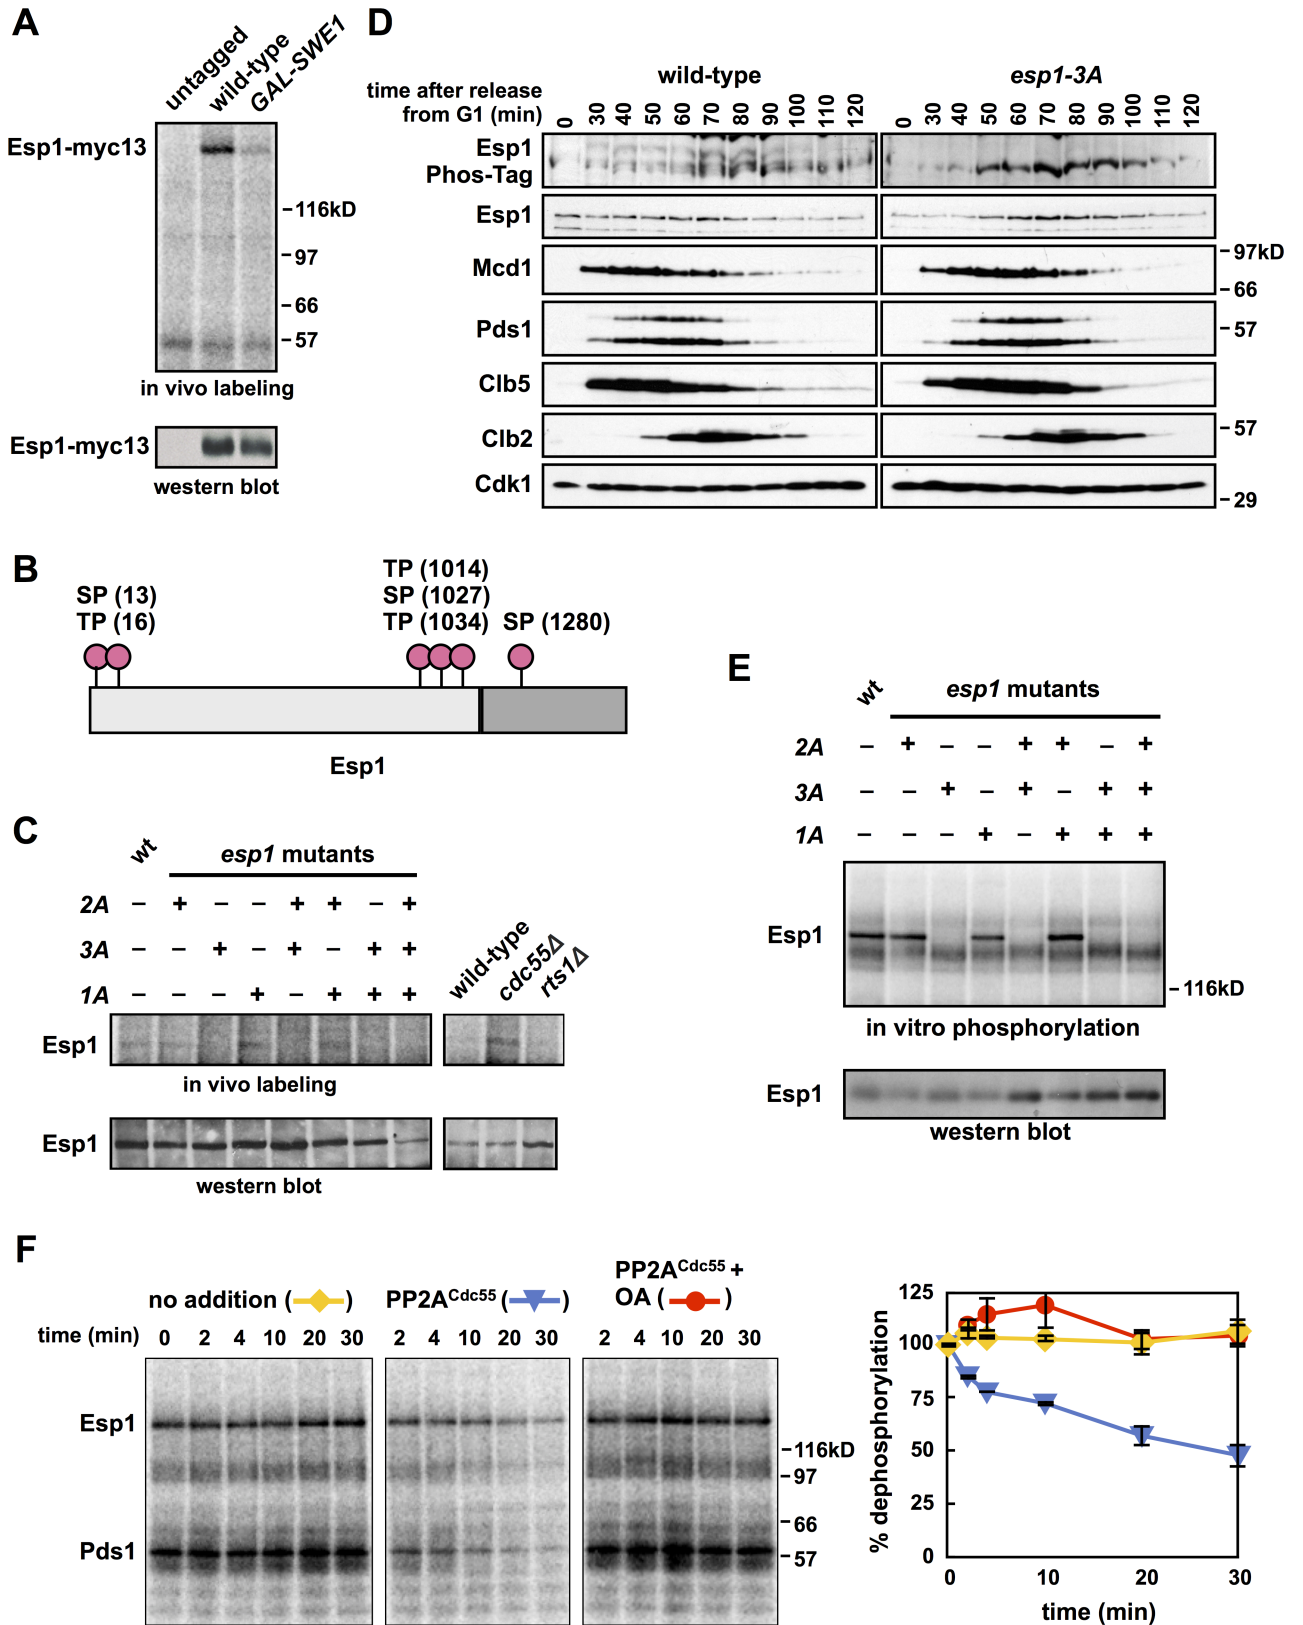 A
untagged
wild-type
GAL-SWE1
Esp1-myc13
116kD
97
66
57
in vivo labeling
Esp1-myc13
western blot
D
wild-type
esp1-3A
time after release
from G1 (min)
0 30 40 50 60 70 80 90 100 110 120
0 30 40 50 60 70 80 90 100 110 120
Esp1
Phos-Tag
Esp1
Mcd1
97kD
66
Pds1
57
Clb5
Clb2
57
Cdk1
29
B
SP (13)
TP (16)
TP (1014)
SP (1027)
TP (1034)
SP (1280)
Esp1
C
wt
esp1 mutants
2A – + – – + + – +
3A – – + – + – + +
1A – – – + – + + +
wild-type
cdc55Δ
rts1Δ
Esp1
in vivo labeling
Esp1
western blot
E
wt
esp1 mutants
2A – + – – + + – +
3A – – + – + – + +
1A – – – + – + + +
Esp1
116kD
in vitro phosphorylation
Esp1
western blot
F
no addition ( )
PP2ACdc55 ( )
PP2ACdc55 +
OA ( )
time (min)
0 2 4 10 20 30
2 4 10 20 30
2 4 10 20 30
Esp1
116kD
97
66
Pds1
57
% dephosphorylation
125
100
75
50
25
0
0 10 20 30
time (min)